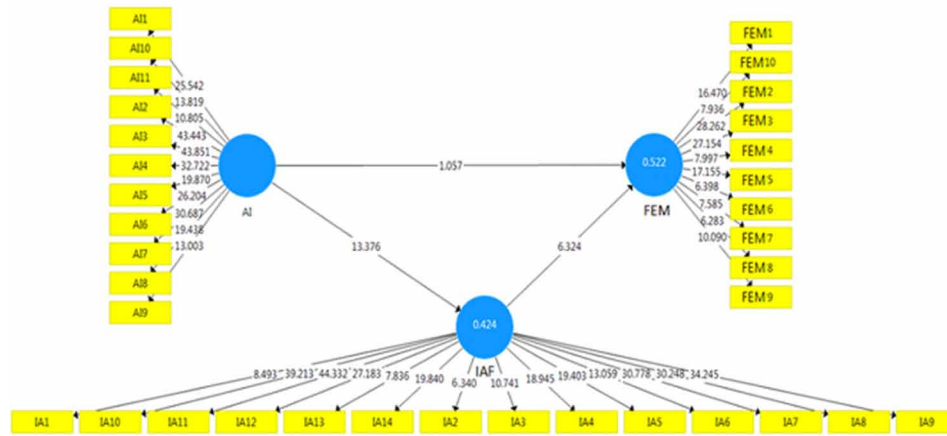 AI1
AI10
AI11
AI2
AI3
AI4
AI5
AI6
AI7
AI8
AI9
25.542
13.819
10.805
43.443
43.851
32.722
19.870
26.204
30.687
19.438
13.003
AI
1.057
13.376
6.324
0.522
FEM
16.470
7.936
28.262
27.154
7.997
17.155
6.398
7.585
6.283
10.090
FEM1
FEM10
FEM2
FEM3
FEM4
FEM5
FEM6
FEM7
FEM8
FEM9
0.424
IAF
8.493 39.213 44.332 27.183 7.836 19.840 6.340 10.741 18.945 19.403 13.059 30.778 30.248 34.245
IA1 IA10 IA11 IA12 IA13 IA14 IA2 IA3 IA4 IA5 IA6 IA7 IA8 IA9